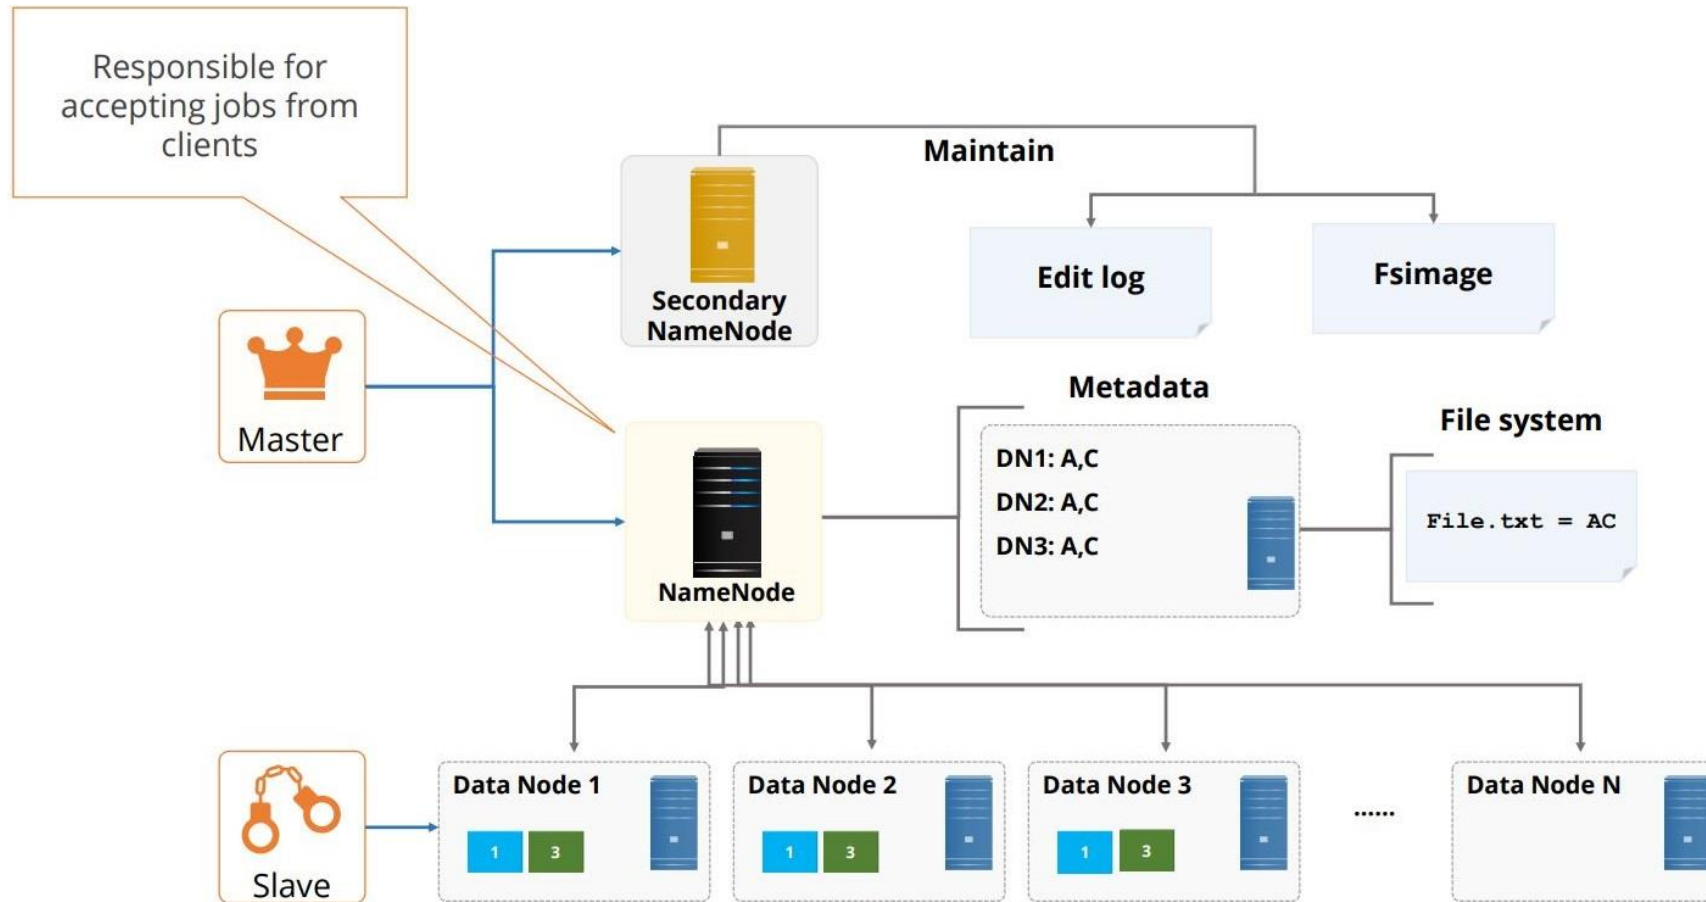 Responsible for
accepting jobs from
clients
Maintain
Secondary
NameNode
Edit log
Fsimage
Master
NameNode
Metadata
DN1: A,C
DN2: A,C
DN3: A,C
File system
File.txt = AC
Slave
Data Node 1
1 3
Data Node 2
1 3
Data Node 3
1 3
......
Data Node N